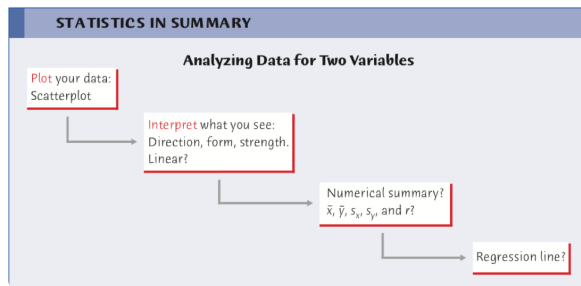 STATISTICS IN SUMMARY
Analyzing Data for Two Variables
Plot your data:
Scatterplot
Interpret what you see:
Direction, form, strength.
Linear?
Numerical summary?
x̄, ȳ, sₓ, s_y, and r?
Regression line?